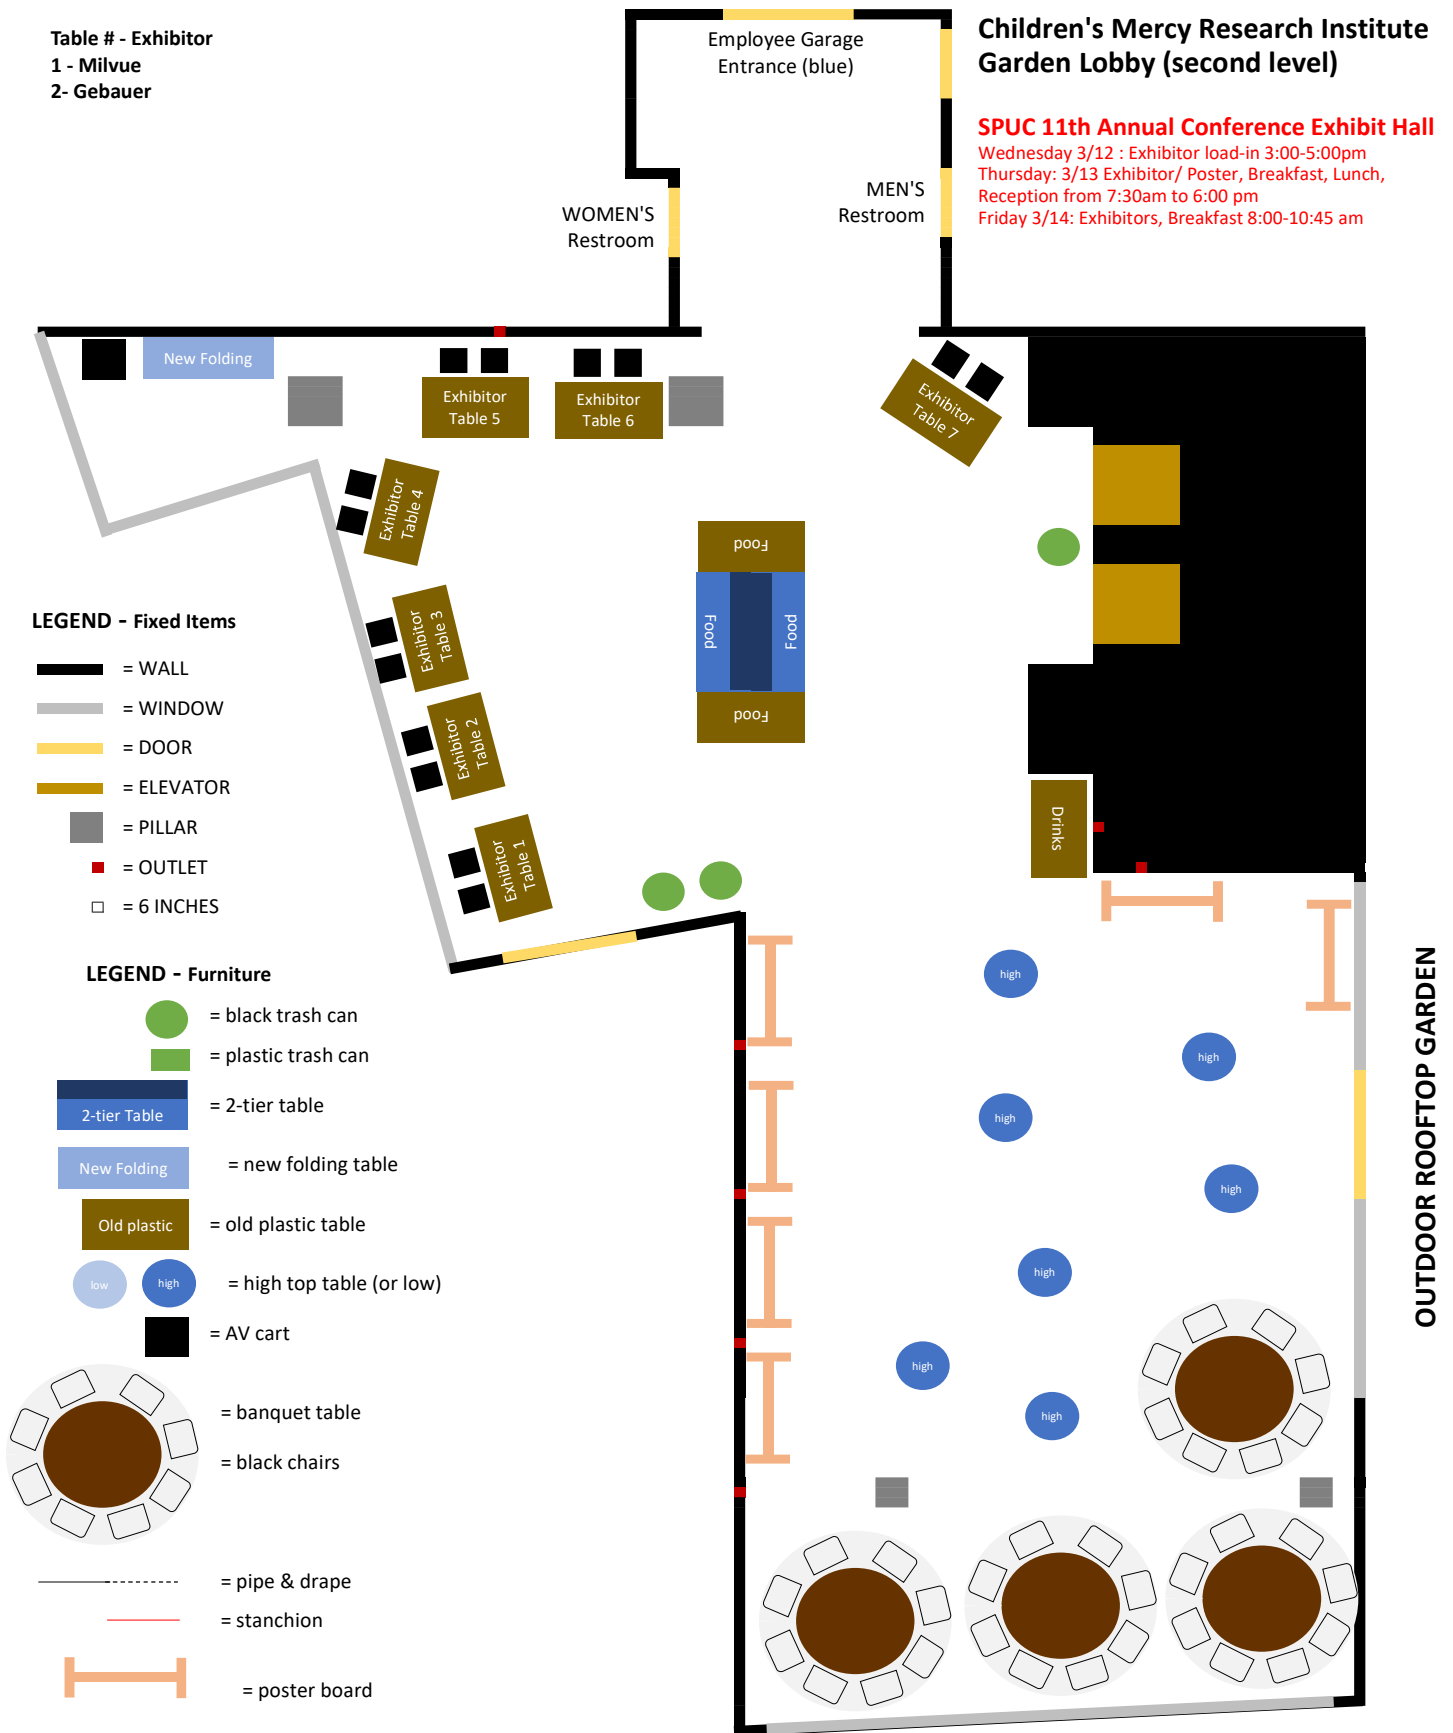 Table # - Exhibitor
1 - Milvue
2- Gebauer
Employee Garage
Entrance (blue)
Children's Mercy Research Institute
Garden Lobby (second level)
SPUC 11th Annual Conference Exhibit Hall
Wednesday 3/12 : Exhibitor load-in 3:00-5:00pm
Thursday: 3/13 Exhibitor/ Poster, Breakfast, Lunch,
Reception from 7:30am to 6:00 pm
Friday 3/14: Exhibitors, Breakfast 8:00-10:45 am
WOMEN'S
Restroom
MEN'S
Restroom
New Folding
Exhibitor
Table 5
Exhibitor
Table 6
Exhibitor
Table 7
Exhibitor
Table 4
Exhibitor
Table 3
Exhibitor
Table 2
Exhibitor
Table 1
Food
Food
Food
Food
Drinks
LEGEND - Fixed Items
= WALL
= WINDOW
= DOOR
= ELEVATOR
= PILLAR
= OUTLET
= 6 INCHES
LEGEND - Furniture
= black trash can
= plastic trash can
2-tier Table
= 2-tier table
New Folding
= new folding table
Old plastic
= old plastic table
low
high
= high top table (or low)
= AV cart
= banquet table
= black chairs
= pipe & drape
= stanchion
= poster board
high
high
high
high
high
high
high
OUTDOOR ROOFTOP GARDEN